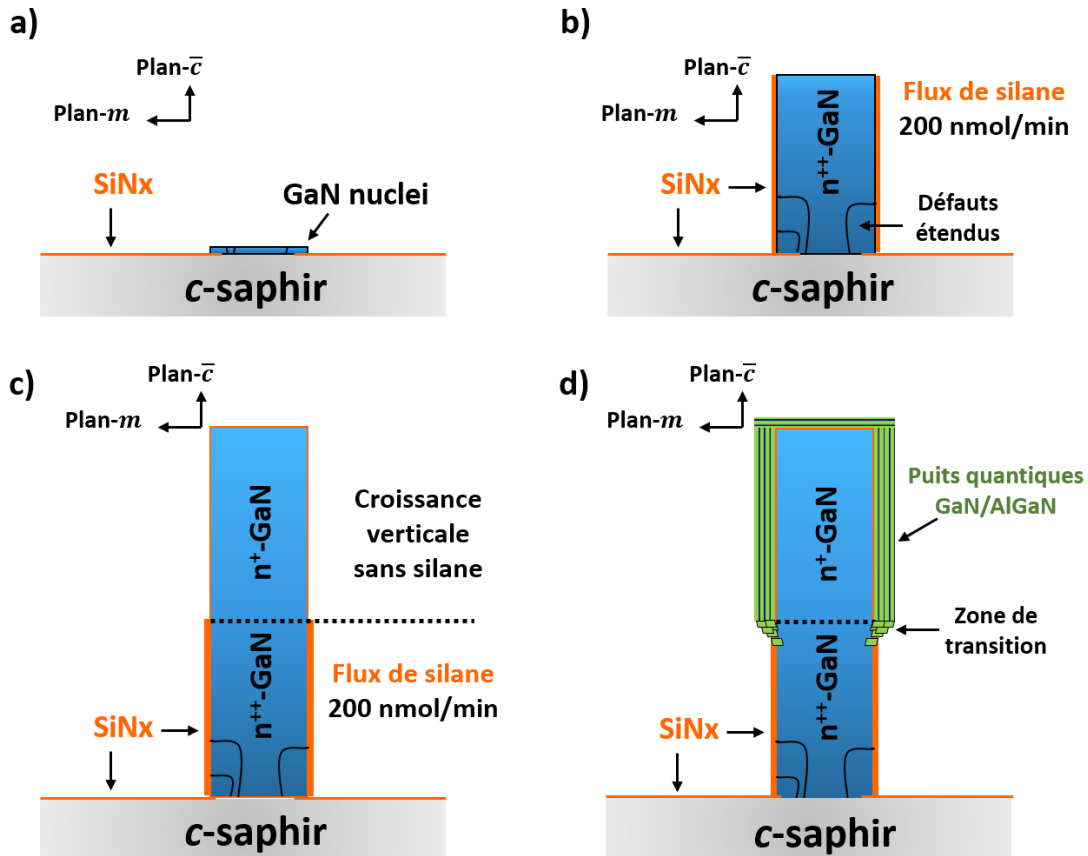 a)
Plan-c̅
Plan-m
SiNx
GaN nuclei
c-saphir
b)
Plan-c̅
Plan-m
SiNx
n++-GaN
Flux de silane
200 nmol/min
Défauts
étendus
c-saphir
c)
Plan-c̅
Plan-m
n+-GaN
Croissance
verticale
sans silane
n++-GaN
Flux de silane
200 nmol/min
SiNx
c-saphir
d)
Plan-c̅
Plan-m
n+-GaN
Puits quantiques
GaN/AlGaN
Zone de
transition
n++-GaN
SiNx
c-saphir